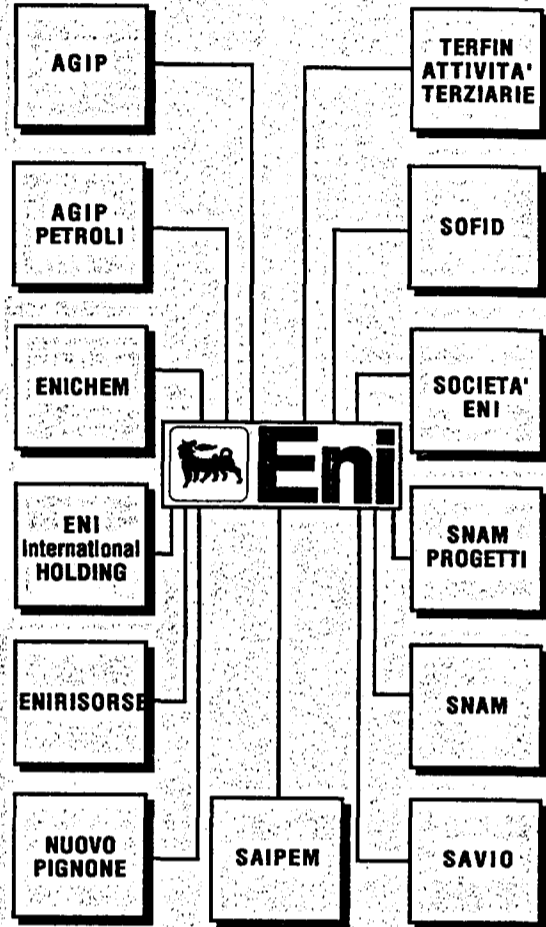 AGIP
TERFIN
ATTIVITA'
TERZIARIE
AGIP
PETROLI
SOFID
ENICHEM
SOCIETA'
ENI
Eni
ENI
International
HOLDING
SNAM
PROGETTI
ENIRISORSE
SNAM
NUOVO
PIGNONE
SAIPEM
SAVIO